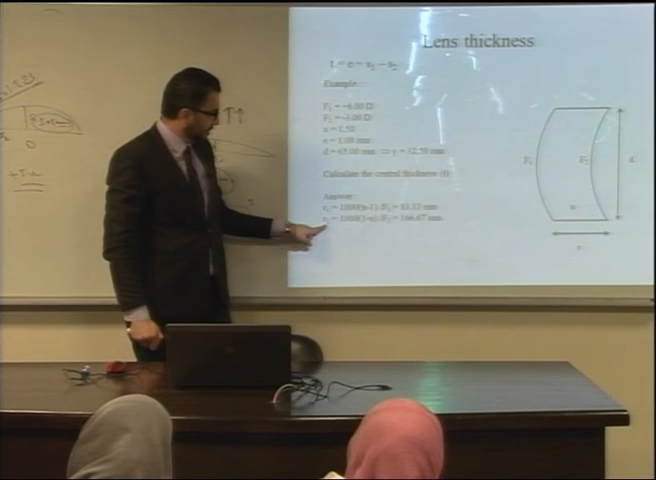 Lens thickness
t = e + s₁ − s₂
Example:
F₁ = +6.00 D
F₂ = -3.00 D
n = 1.50
e = 1.00 mm
d = 65.00 mm ⇒ y = 32.50 mm
Calculate the central thickness (t)
Answer:
r₁ = 1000(n-1)/F₁ = 83.33 mm
r₂ = 1000(1-n)/F₂ = 166.67 mm
F₁
F₂
d
n
e